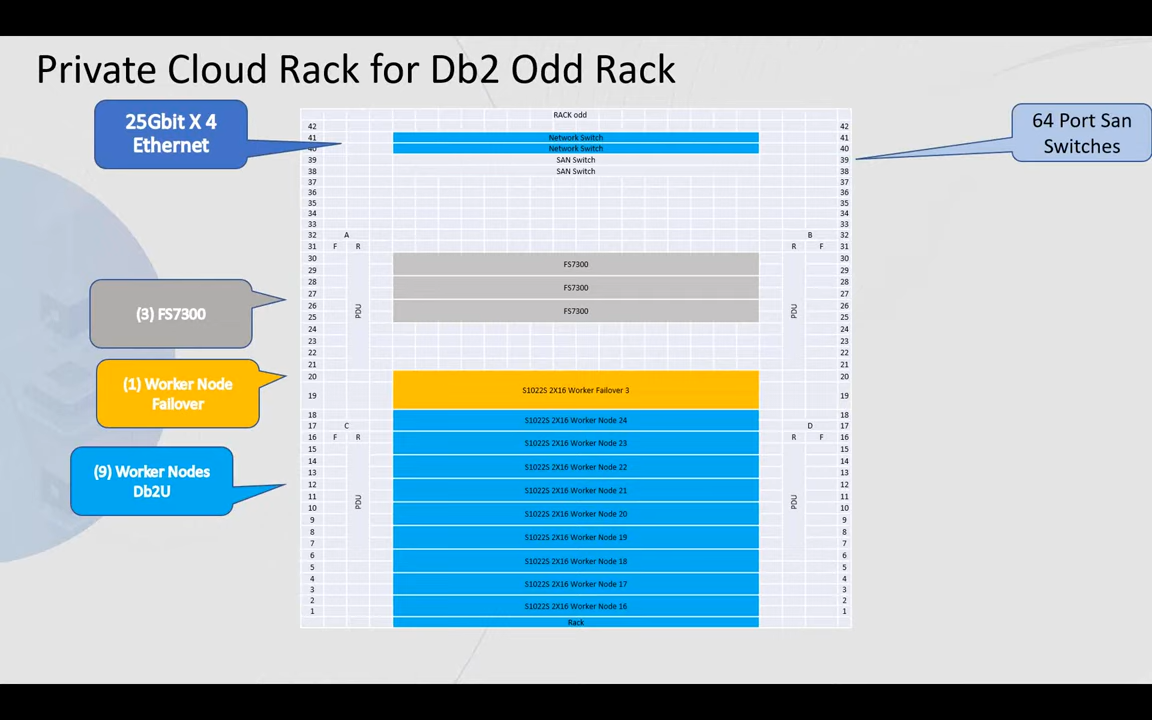 Private Cloud Rack for Db2 Odd Rack
25Gbit X 4
Ethernet
64 Port San
Switches
(3) FS7300
(1) Worker Node
Failover
(9) Worker Nodes
Db2U
RACK odd
42 42
41 Network Switch 41
40 Network Switch 40
39 SAN Switch 39
38 SAN Switch 38
37 37
36 36
35 35
34 34
33 33
32 A B 32
31 F R R F 31
30 30
FS7300
29 29
28 28
FS7300
27 27
26 26
PDU FS7300 PDU
25 25
24 24
23 23
22 22
21 21
20 20
S1022S 2X16 Worker Failover 3
19 19
18 18
S1022S 2X16 Worker Node 24
17 C D 17
16 F R R F 16
S1022S 2X16 Worker Node 23
15 15
14 14
S1022S 2X16 Worker Node 22
13 13
12 12
S1022S 2X16 Worker Node 21
11 11
PDU PDU
10 10
S1022S 2X16 Worker Node 20
9 9
8 8
S1022S 2X16 Worker Node 19
7 7
6 6
S1022S 2X16 Worker Node 18
5 5
4 4
S1022S 2X16 Worker Node 17
3 3
2 2
S1022S 2X16 Worker Node 16
1 1
Rack